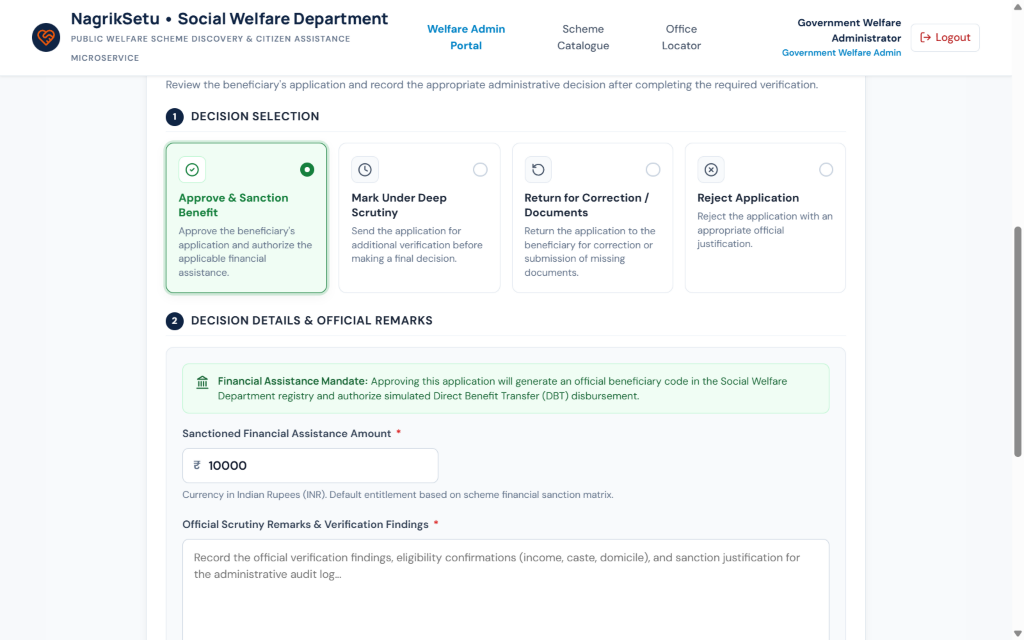 NagrikSetu • Social Welfare Department
PUBLIC WELFARE SCHEME DISCOVERY & CITIZEN ASSISTANCE
MICROSERVICE
Welfare Admin
Portal
Scheme
Catalogue
Office
Locator
Government Welfare
Administrator
Government Welfare Admin
Logout
Review the beneficiary's application and record the appropriate administrative decision after completing the required verification.
1 DECISION SELECTION
Approve & Sanction
Benefit
Approve the beneficiary's
application and authorize the
applicable financial
assistance.
Mark Under Deep
Scrutiny
Send the application for
additional verification before
making a final decision.
Return for Correction /
Documents
Return the application to the
beneficiary for correction or
submission of missing
documents.
Reject Application
Reject the application with an
appropriate official
justification.
2 DECISION DETAILS & OFFICIAL REMARKS
Financial Assistance Mandate: Approving this application will generate an official beneficiary code in the Social Welfare
Department registry and authorize simulated Direct Benefit Transfer (DBT) disbursement.
Sanctioned Financial Assistance Amount *
₹ 10000
Currency in Indian Rupees (INR). Default entitlement based on scheme financial sanction matrix.
Official Scrutiny Remarks & Verification Findings *
Record the official verification findings, eligibility confirmations (income, caste, domicile), and sanction justification for
the administrative audit log...